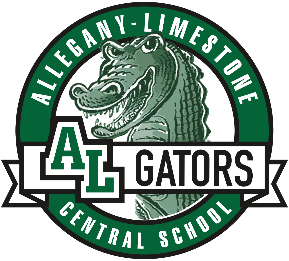 ALLEGANY-LIMESTONE
AL GATORS
CENTRAL SCHOOL